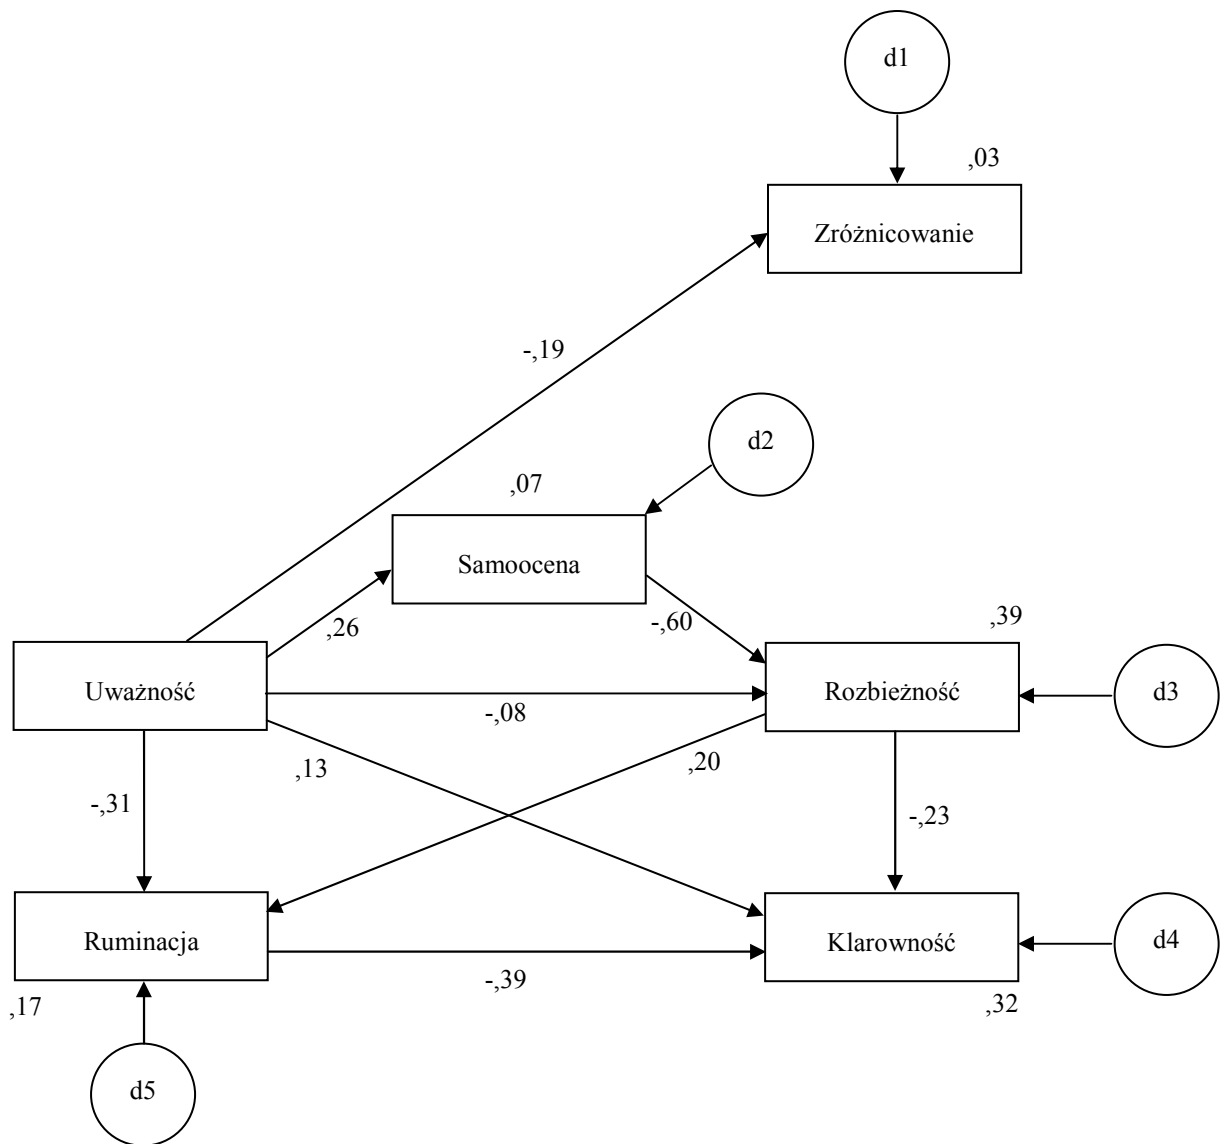 d1
,03
Zróżnicowanie
-,19
d2
,07
Samoocena
,26
-,60
,39
Uważność
Rozbieżność
d3
-,08
,13
,20
-,31
-,23
Ruminacja
Klarowność
d4
-,39
,17
,32
d5